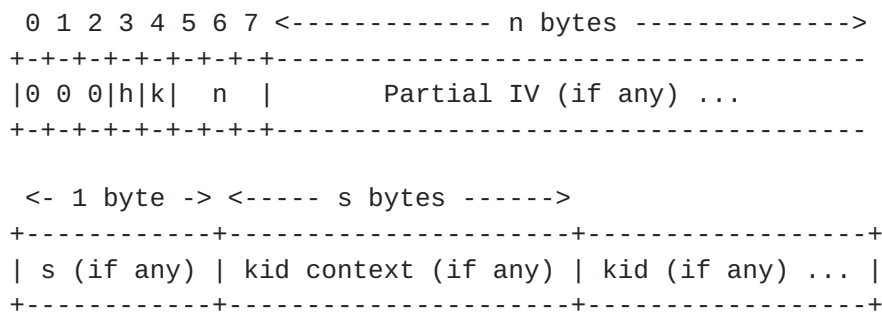 0 1 2 3 4 5 6 7 <------------- n bytes -------------->
+-+-+-+-+-+-+-+-+--------------------------------------
|0 0 0|h|k|  n  |       Partial IV (if any) ...
+-+-+-+-+-+-+-+-+--------------------------------------

 <- 1 byte -> <----- s bytes ------>
+------------+----------------------+------------------+
| s (if any) | kid context (if any) | kid (if any) ... |
+------------+----------------------+------------------+